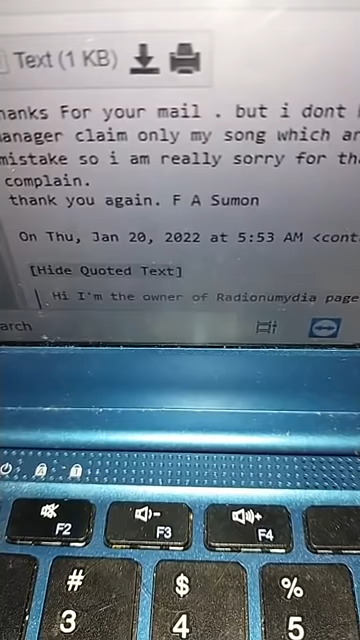 Text (1 KB)
hanks For your mail . but i dont
anager claim only my song which ar
mistake so i am really sorry for tha
complain.
thank you again. F A Sumon
On Thu, Jan 20, 2022 at 5:53 AM <cont
[Hide Quoted Text]
Hi I'm the owner of Radionumydia page
arch
F2
F3
F4
#
3
$
4
%
5